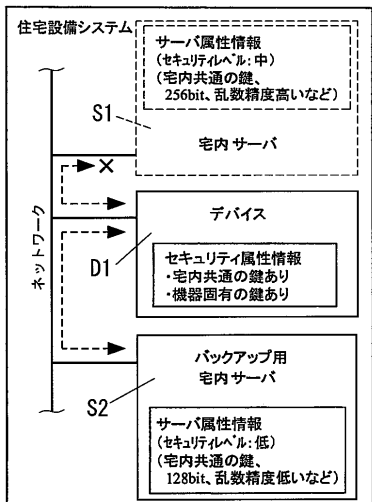 住宅設備システム
サーバ属性情報
(セキュリティレベル:中)
(宅内共通の鍵、
256bit、乱数精度高いなど)
S1
宅内サーバ
×
ネットワーク
デバイス
D1
セキュリティ属性情報
・宅内共通の鍵あり
・機器固有の鍵あり
バックアップ用
宅内サーバ
S2
サーバ属性情報
(セキュリティレベル:低)
(宅内共通の鍵、
128bit、乱数精度低いなど)